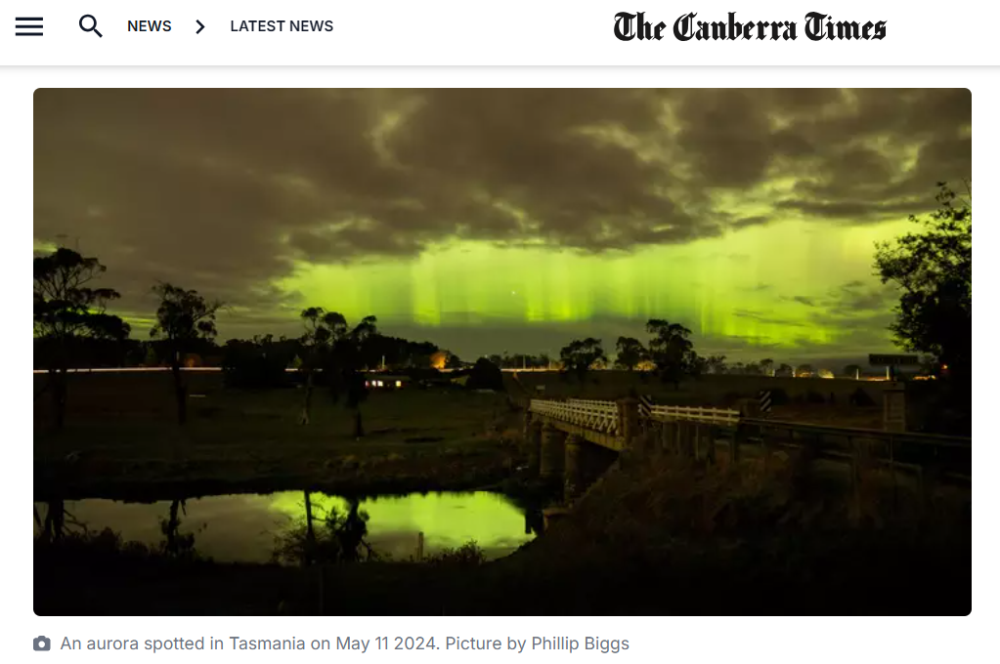 NEWS > LATEST NEWS
The Canberra Times
An aurora spotted in Tasmania on May 11 2024. Picture by Phillip Biggs